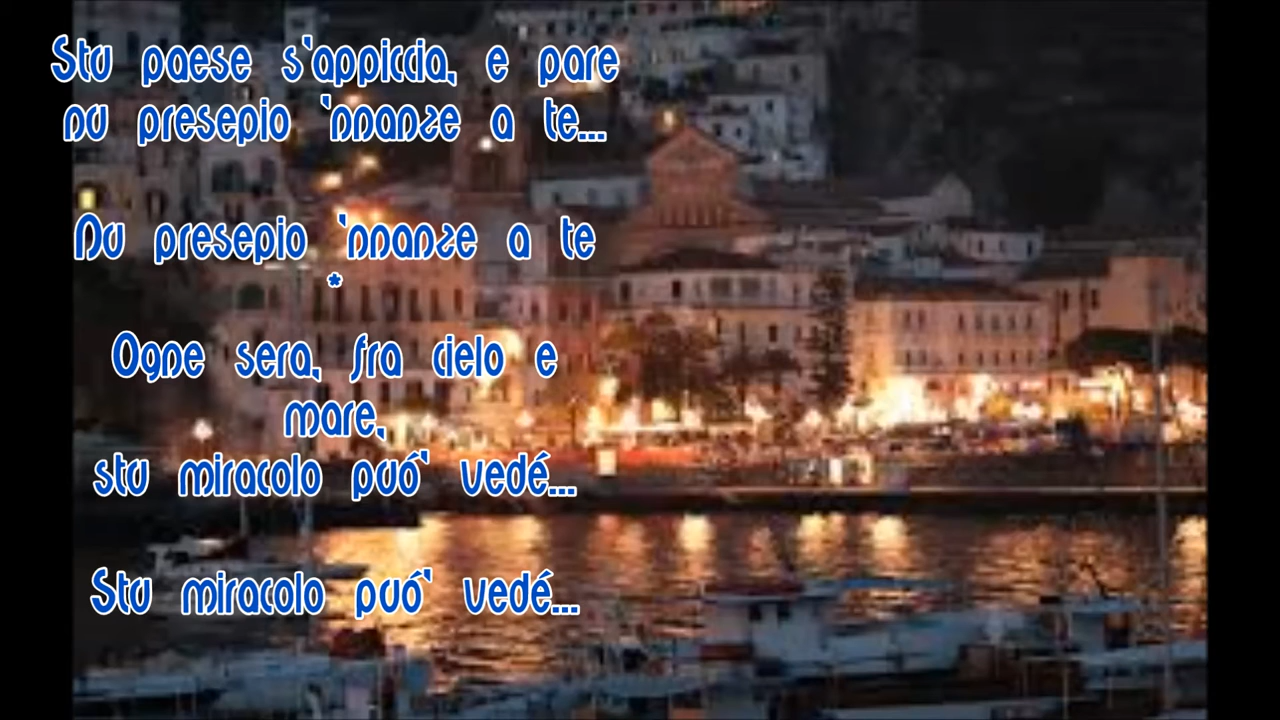 Stu paese s'appiccia, e pare
nu presepio 'nnanze a te...
Nu presepio 'nnanze a te
*
Ogne sera, fra cielo e
mare,
stu miracolo puó' vedé...
Stu miracolo puó' vedé...